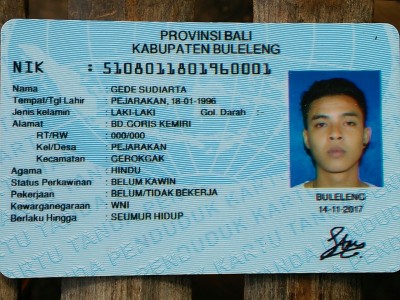 PROVINSI BALI
KABUPATEN BULELENG
NIK : 5108011801960001
Nama : GEDE SUDIARTA
Tempat/Tgl Lahir : PEJARAKAN, 18-01-1996
Jenis kelamin : LAKI-LAKI Gol. Darah : -
Alamat : BD.GORIS KEMIRI
RT/RW : 000/000
Kel/Desa : PEJARAKAN
Kecamatan : GEROKGAK
Agama : HINDU
Status Perkawinan : BELUM KAWIN
Pekerjaan : BELUM/TIDAK BEKERJA
Kewarganegaraan : WNI
Berlaku Hingga : SEUMUR HIDUP
BULELENG
14-11-2017